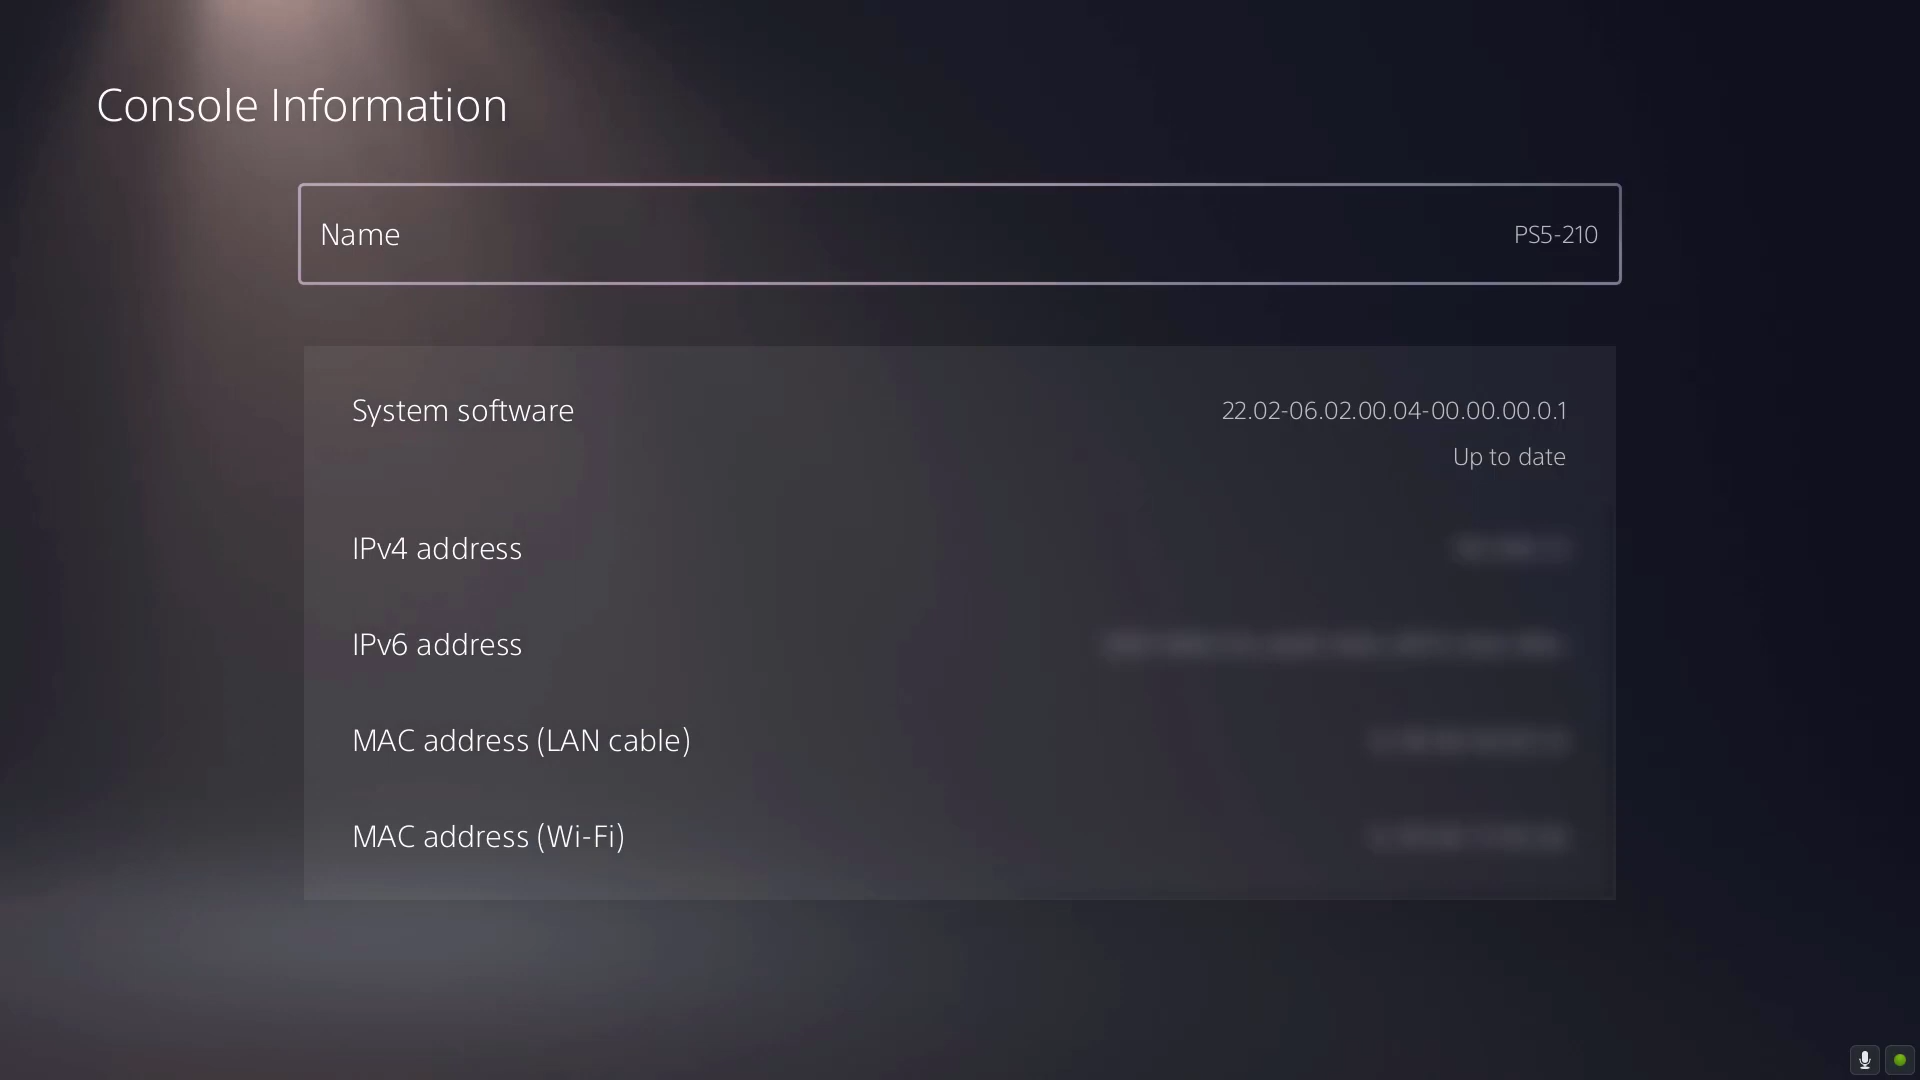 Console Information
Name PS5-210
System software 22.02-06.02.00.04-00.00.00.0.1
Up to date
IPv4 address
IPv6 address
MAC address (LAN cable)
MAC address (Wi-Fi)